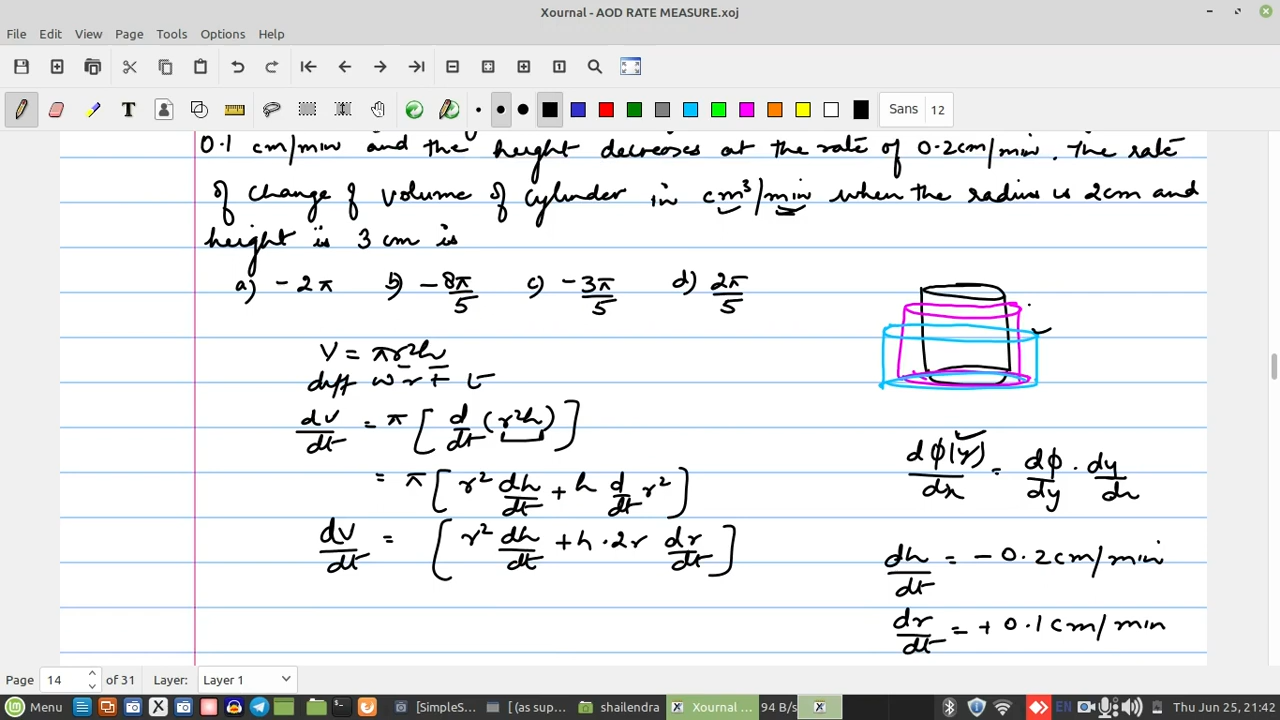 Xournal - AOD RATE MEASURE.xoj
File Edit View Page Tools Options Help
Sans 12
0.1 cm/min and the height decreases at the rate of 0.2cm/min. The rate
of change of volume of cylinder in cm³/min when the radius is 2cm and
height is 3 cm is
a) -2π b) -8π/5 c) -3π/5 d) 2π/5
V = πr²h
diff w r t t
dV/dt = π[d/dt (r²h)]
= π[r² dh/dt + h d/dt r²]
dV/dt = [r² dh/dt + h·2r dr/dt]
dϕ(y)/dx = dϕ/dy · dy/dx
dh/dt = -0.2cm/min
dr/dt = +0.1cm/min
Page 14 of 31 Layer: Layer 1
Menu [SimpleS... [ (as sup... shailendra Xournal ... 94 B/s EN Thu Jun 25, 21:42